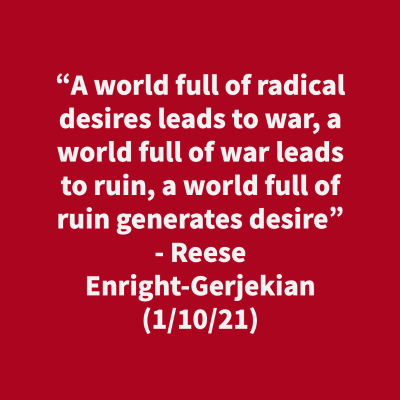 “A world full of radical
desires leads to war, a
world full of war leads
to ruin, a world full of
ruin generates desire”
- Reese
Enright-Gerjekian
(1/10/21)